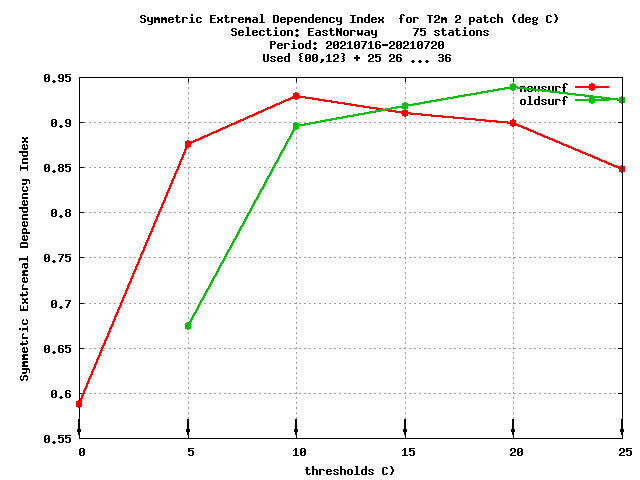 Symmetric Extremal Dependency Index  for T2m 2 patch (deg C)
Selection: EastNorway     75 stations
Period: 20210716-20210720
Used {00,12} + 25 26 ... 36
0.95
0.9
0.85
0.8
0.75
0.7
0.65
0.6
0.55
Symmetric Extremal Dependency Index
newsurf
oldsurf
0 5 10 15 20 25
thresholds C)